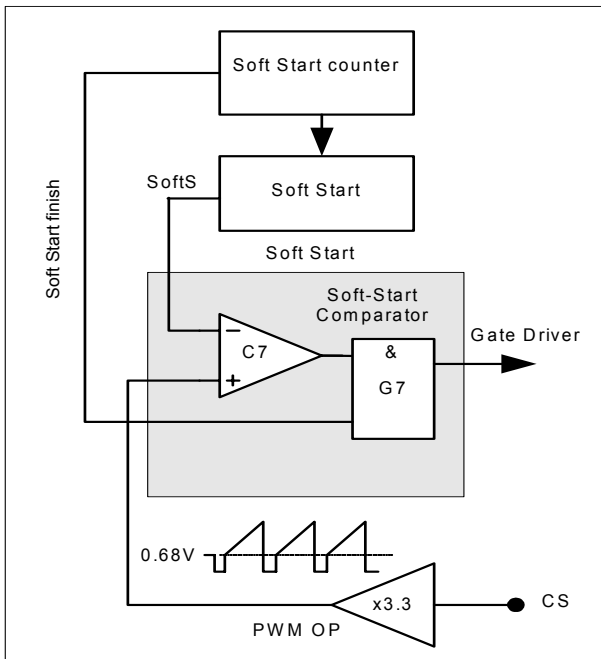 Soft Start counter
SoftS
Soft Start
Soft Start finish
Soft Start
Soft-Start
Comparator
Gate Driver
−
C7
+
&
G7
0.68V
x3.3
CS
PWM OP